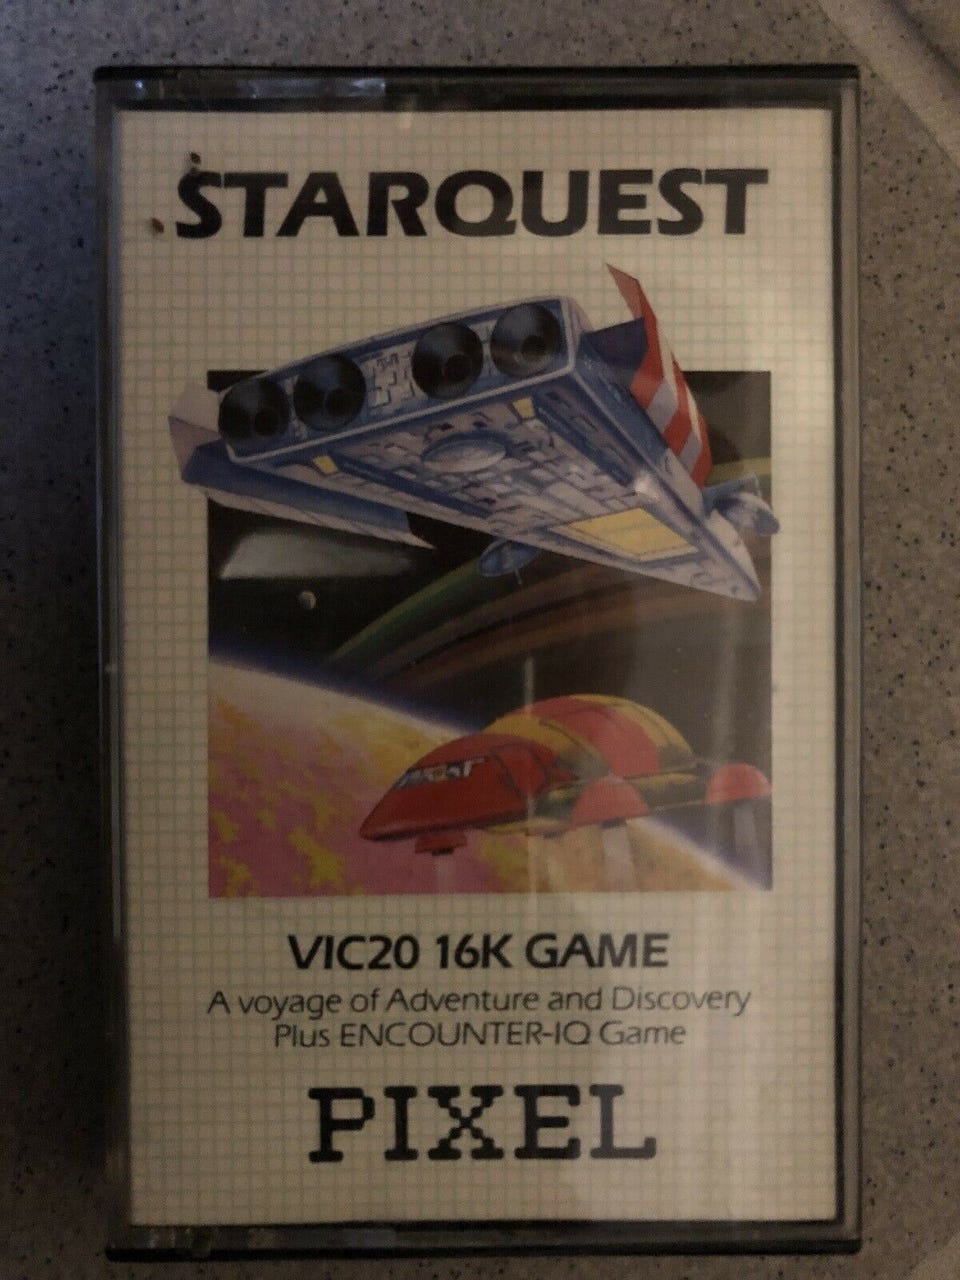 STARQUEST
VIC20 16K GAME
A voyage of Adventure and Discovery
Plus ENCOUNTER-IQ Game
PIXEL